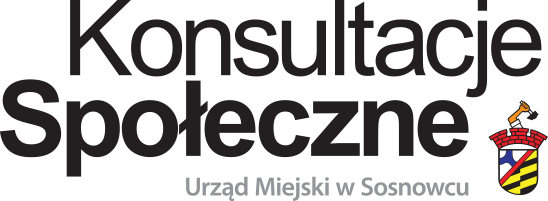 Konsultacje
Społeczne
Urząd Miejski w Sosnowcu